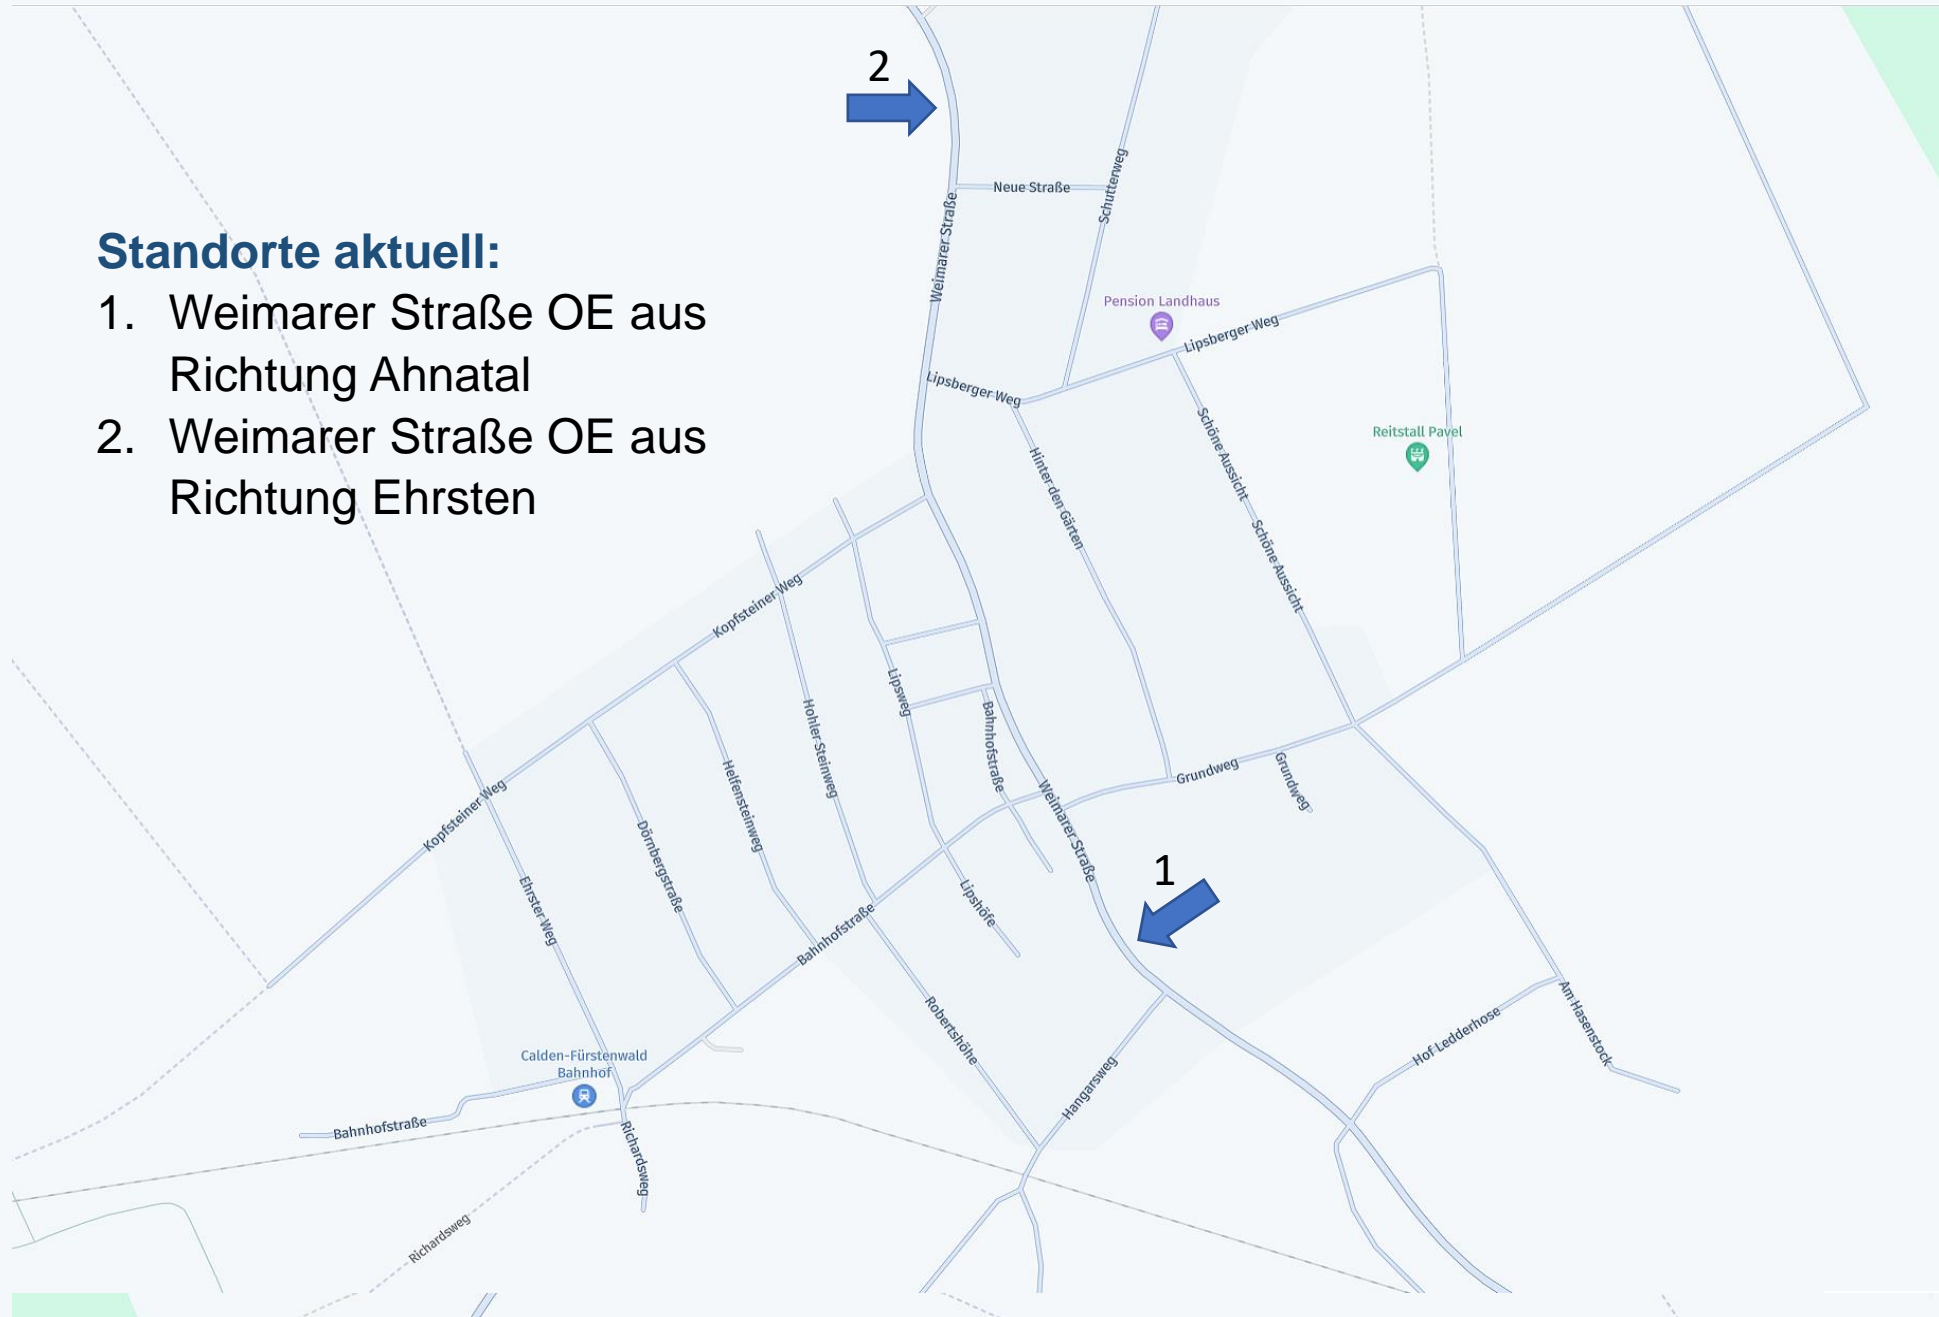 2
Neue Straße
Schutterweg
Weimarer Straße
Standorte aktuell:
1. Weimarer Straße OE aus
Richtung Ahnatal
2. Weimarer Straße OE aus
Richtung Ehrsten
Pension Landhaus
Lipsberger Weg
Lipsberger Weg
Schöne Aussicht
Reitstall Pavel
Hinter den Gärten
Schöne Aussicht
Kopfsteiner Weg
Lipsweg
Hohler Steinweg
Bahnhofstraße
Helfensteinweg
Grundweg
Grundweg
Weimarer Straße
Kopfsteiner Weg
Dörnbergstraße
1
Ehrster Weg
Lipshöfe
Bahnhofstraße
Robertshöhe
Am Hasenstock
Hof Ledderhose
Calden-Fürstenwald
Bahnhof
Hangarsweg
Bahnhofstraße
Richardsweg
Richardsweg